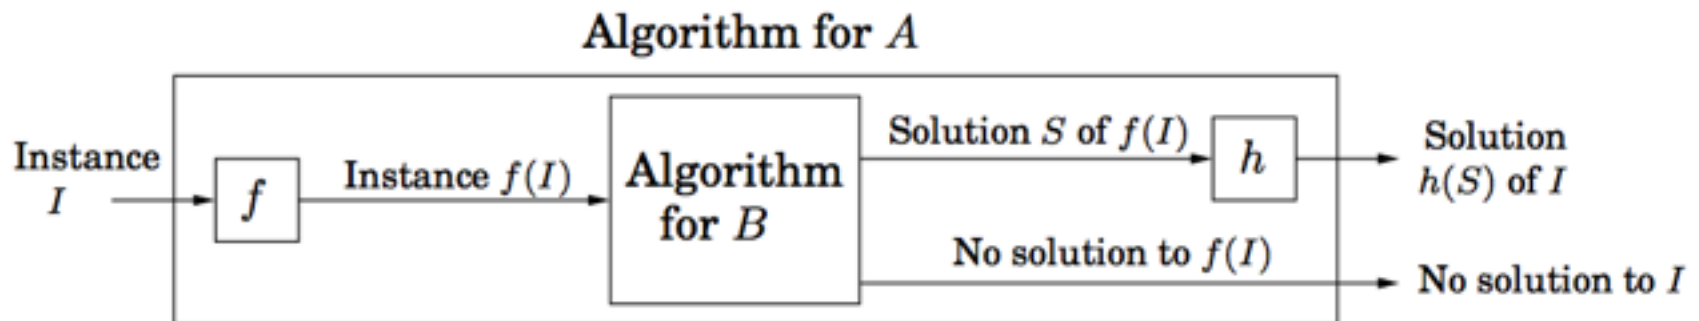 Algorithm for A
Instance
I
f
Instance f(I)
Algorithm
for B
Solution S of f(I)
h
Solution
h(S) of I
No solution to f(I)
No solution to I